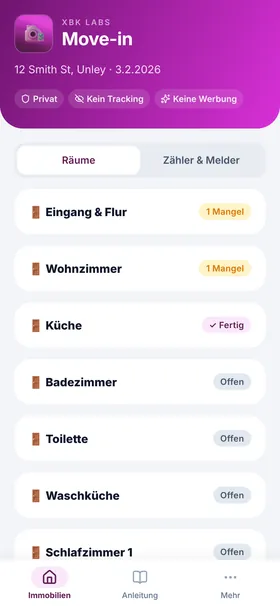 XBK LABS
Move-in
12 Smith St, Unley · 3.2.2026
Privat
Kein Tracking
Keine Werbung
Räume
Zähler & Melder
Eingang & Flur
1 Mangel
Wohnzimmer
1 Mangel
Küche
✓ Fertig
Badezimmer
Offen
Toilette
Offen
Waschküche
Offen
Schlafzimmer 1
Offen
Immobilien
Anleitung
Mehr